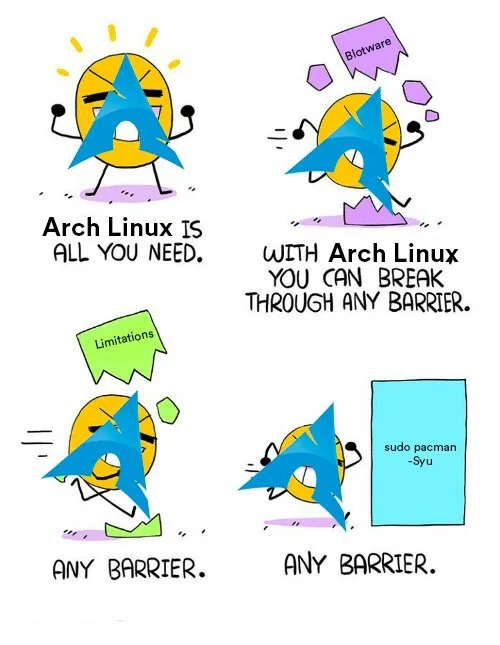 Arch Linux IS
ALL YOU NEED.
Blotware
WITH Arch Linux
YOU CAN BREAK
THROUGH ANY BARRIER.
Limitations
ANY BARRIER.
sudo pacman
-Syu
ANY BARRIER.